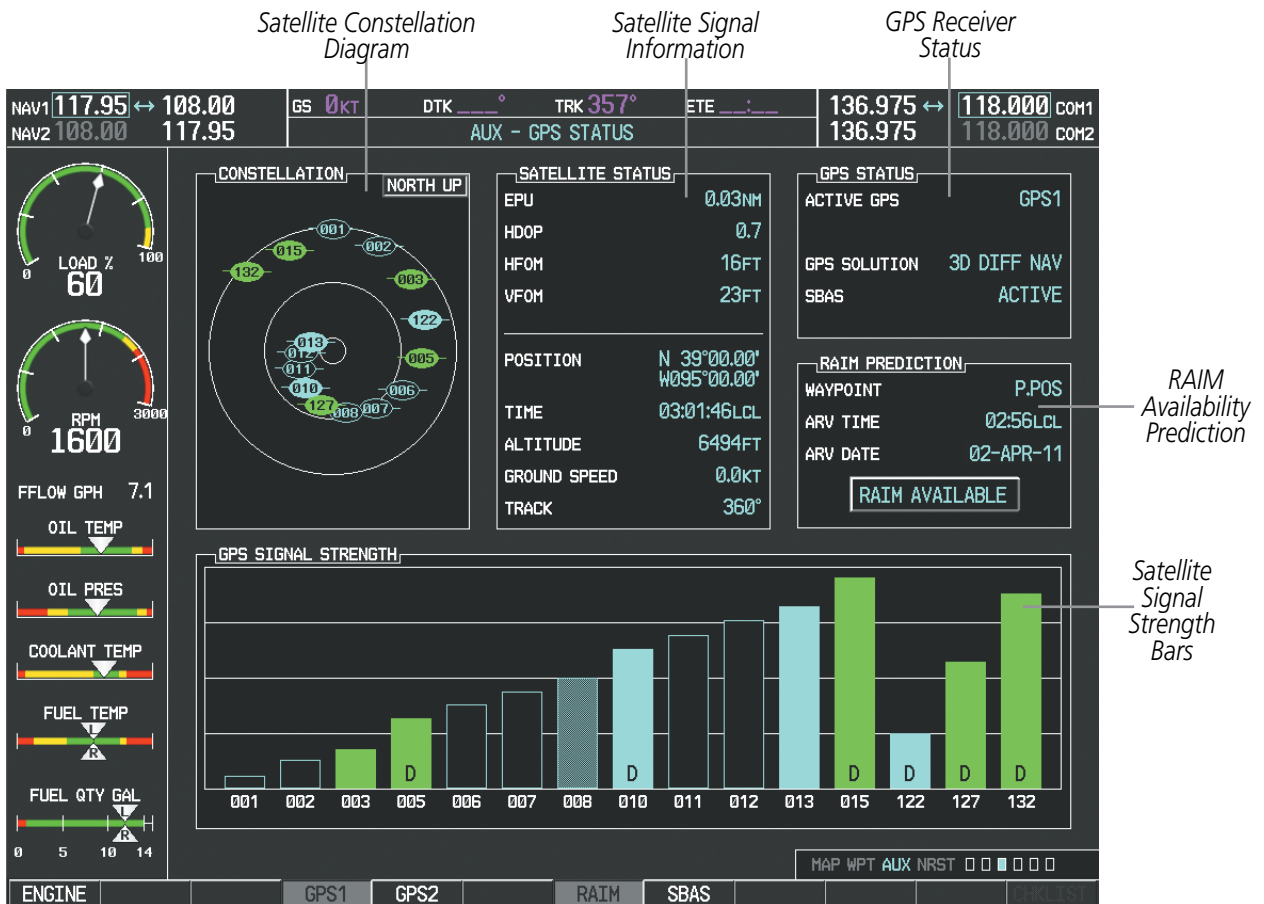 Satellite Constellation
Diagram
Satellite Signal
Information
GPS Receiver
Status
NAV1 117.95 ↔ 108.00
NAV2 108.00 117.95
GS 0KT DTK ___° TRK 357° ETE __:__
AUX - GPS STATUS
136.975 ↔ 118.000 COM1
136.975 118.000 COM2
0 100
LOAD %
60
0 3000
RPM
1600
FFLOW GPH 7.1
OIL TEMP
OIL PRES
COOLANT TEMP
FUEL TEMP
L
R
FUEL QTY GAL
L
R
0 5 10 14
CONSTELLATION
NORTH UP
001
015
002
132
003
122
013
012
005
011
010
006
127
008
007
SATELLITE STATUS
EPU 0.03NM
HDOP 0.7
HFOM 16FT
VFOM 23FT
POSITION N 39°00.00'
W095°00.00'
TIME 03:01:46LCL
ALTITUDE 6494FT
GROUND SPEED 0.0KT
TRACK 360°
GPS STATUS
ACTIVE GPS GPS1
GPS SOLUTION 3D DIFF NAV
SBAS ACTIVE
RAIM PREDICTION
WAYPOINT P.POS
ARV TIME 02:56LCL
ARV DATE 02-APR-11
RAIM AVAILABLE
RAIM
Availability
Prediction
GPS SIGNAL STRENGTH
D D D D D D
001 002 003 005 006 007 008 010 011 012 013 015 122 127 132
Satellite
Signal
Strength
Bars
MAP WPT AUX NRST
ENGINE GPS1 GPS2 RAIM SBAS CHKLIST